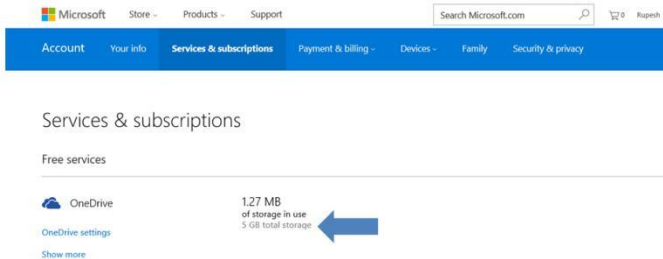 Microsoft Store Products Support Search Microsoft.com 0 Rupesh
Account Your info Services & subscriptions Payment & billing Devices Family Security & privacy
Services & subscriptions
Free services
OneDrive 1.27 MB
of storage in use
5 GB total storage
OneDrive settings
Show more